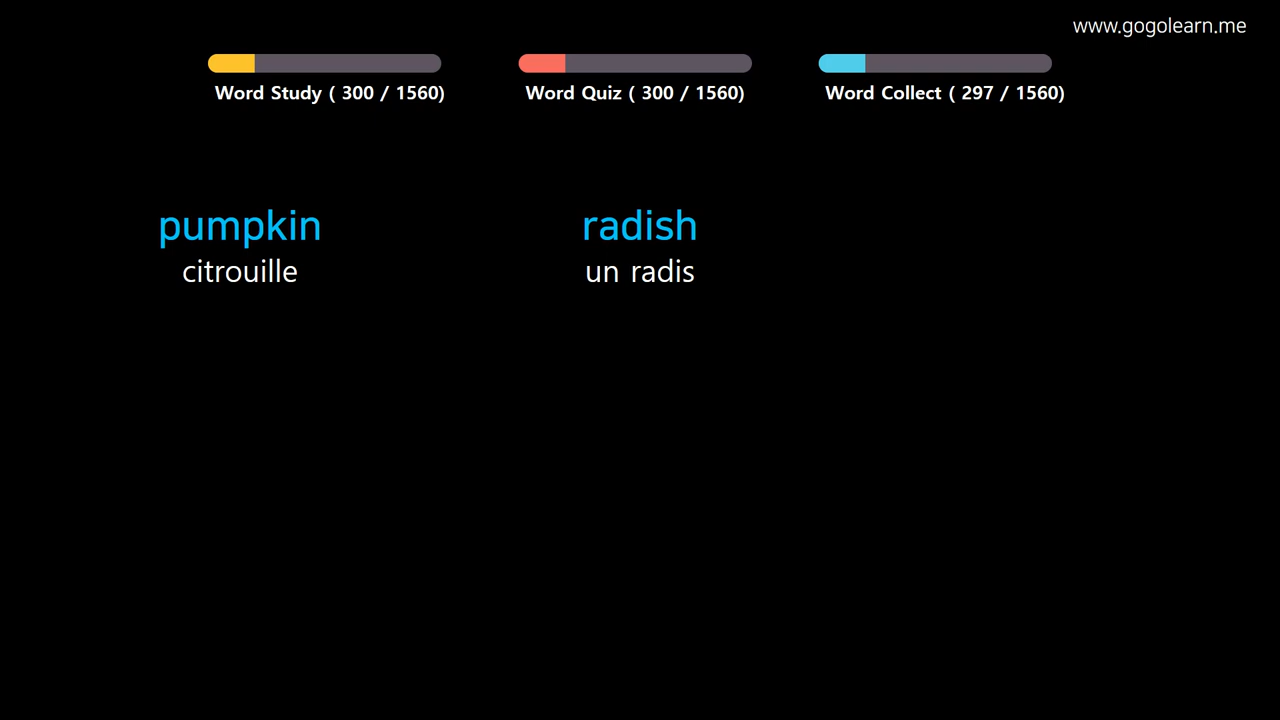 www.gogolearn.me
Word Study ( 300 / 1560)
Word Quiz ( 300 / 1560)
Word Collect ( 297 / 1560)
pumpkin
citrouille
radish
un radis